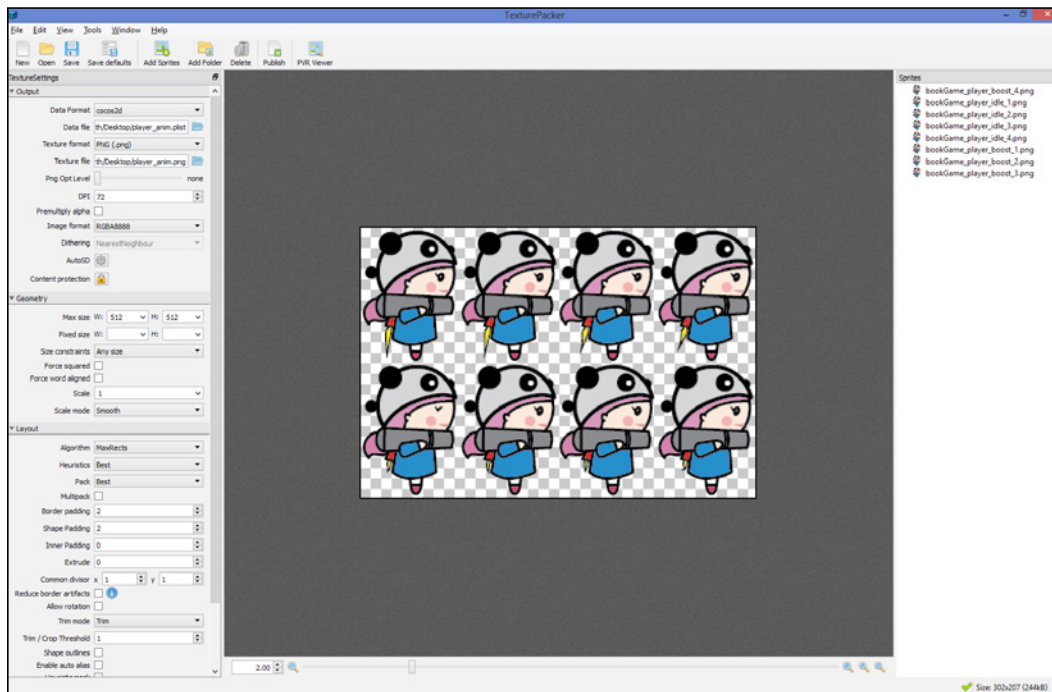 TexturePacker
File Edit View Tools Window Help
New Open Save Save defaults Add Sprites Add Folder Delete Publish PVR Viewer
TextureSettings
Output
Data Format cocos2d
Data file th/Desktop/player_anim.plist
Texture format PNG (.png)
Texture file th/Desktop/player_anim.png
Png Opt Level none
DPI 72
Premultiply alpha
Image format RGBA8888
Dithering NearestNeighbour
AutoSD
Content protection
Geometry
Max size W: 512 H: 512
Fixed size W: H:
Size constraints Any size
Force squared
Force word aligned
Scale 1
Scale mode Smooth
Layout
Algorithm MaxRects
Heuristics Best
Pack Best
Multipack
Border padding 2
Shape Padding 2
Inner Padding 0
Extrude 0
Common divisor x 1 y 1
Reduce border artifacts
Allow rotation
Trim mode Trim
Trim / Crop Threshold 1
Shape outlines
Enable auto alias
2.00
Sprites
bookGame_player_boost_4.png
bookGame_player_idle_1.png
bookGame_player_idle_2.png
bookGame_player_idle_3.png
bookGame_player_idle_4.png
bookGame_player_boost_1.png
bookGame_player_boost_2.png
bookGame_player_boost_3.png
Size: 302x207 (244kB)